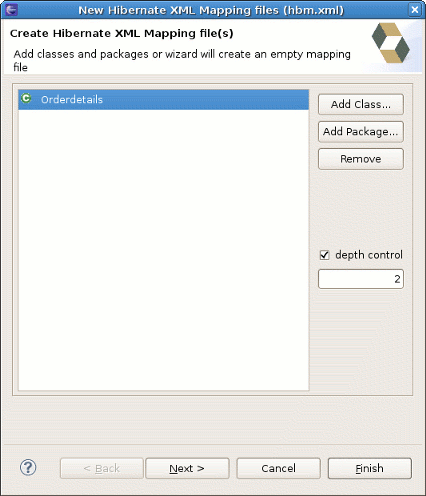 New Hibernate XML Mapping files (hbm.xml)
Create Hibernate XML Mapping file(s)
Add classes and packages or wizard will create an empty mapping
file
C Orderdetails
Add Class...
Add Package...
Remove
depth control
2
?
< Back
Next >
Cancel
Finish